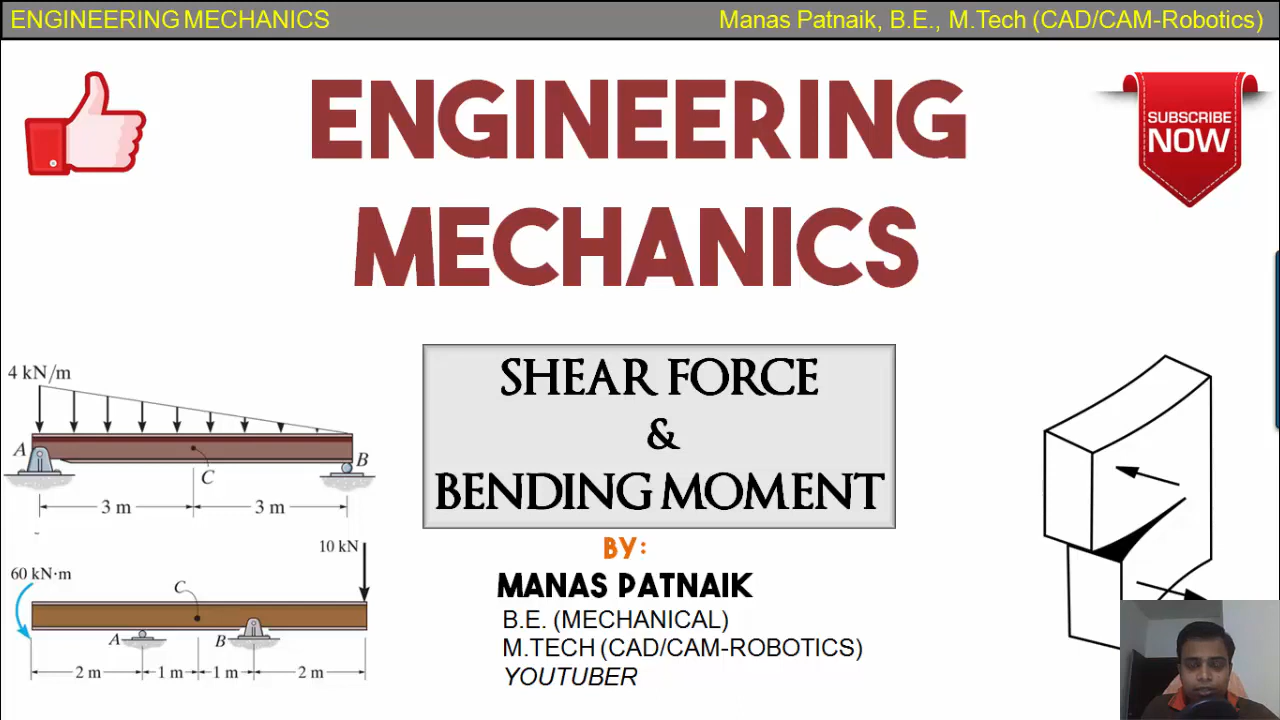 ENGINEERING MECHANICS
Manas Patnaik, B.E., M.Tech (CAD/CAM-Robotics)
ENGINEERING
MECHANICS
SUBSCRIBE
NOW
SHEAR FORCE
&
BENDING MOMENT
BY:
MANAS PATNAIK
B.E. (MECHANICAL)
M.TECH (CAD/CAM-ROBOTICS)
YOUTUBER
4 kN/m
A
B
C
3 m
3 m
10 kN
60 kN·m
C
A
B
2 m
1 m
1 m
2 m